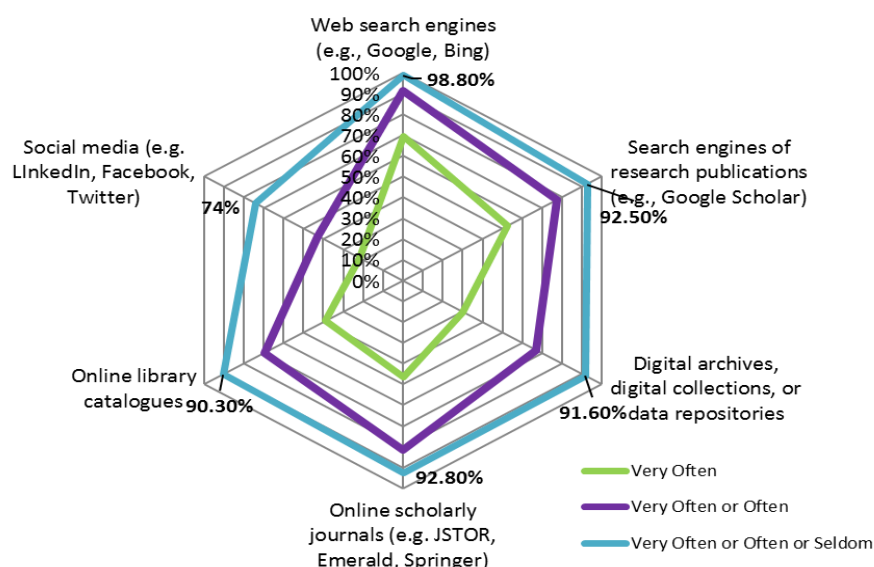 Web search engines
(e.g., Google, Bing)
100%
98.80%
90%
80%
70%
60%
50%
40%
30%
20%
10%
0%
Social media (e.g.
LInkedIn, Facebook,
Twitter)
74%
Search engines of
research publications
(e.g., Google Scholar)
92.50%
Online library
catalogues
90.30%
Digital archives,
digital collections, or
data repositories
91.60%
92.80%
Online scholarly
journals (e.g. JSTOR,
Emerald, Springer)
Very Often
Very Often or Often
Very Often or Often or Seldom